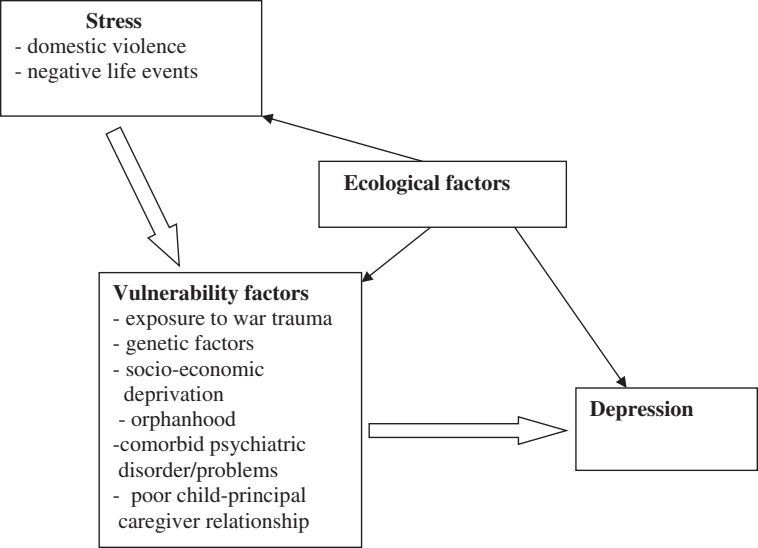 Stress
- domestic violence
- negative life events
Ecological factors
Vulnerability factors
- exposure to war trauma
- genetic factors
- socio-economic
deprivation
- orphanhood
-comorbid psychiatric
disorder/problems
- poor child-principal
caregiver relationship
Depression